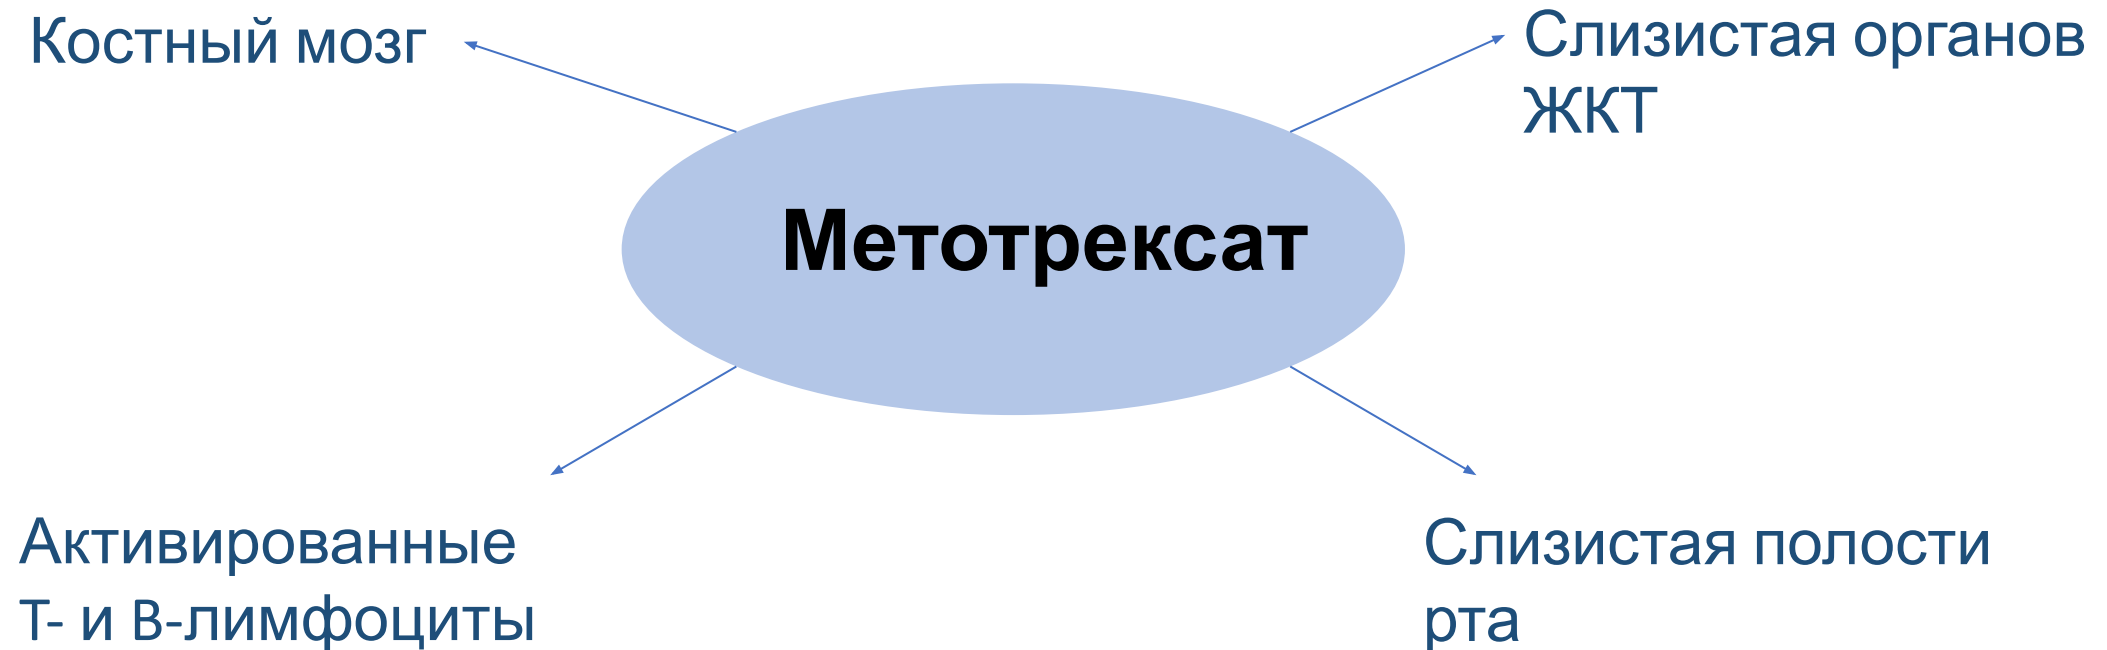 Костный мозг
Слизистая органов
ЖКТ
Метотрексат
Активированные
Т- и В-лимфоциты
Слизистая полости
рта